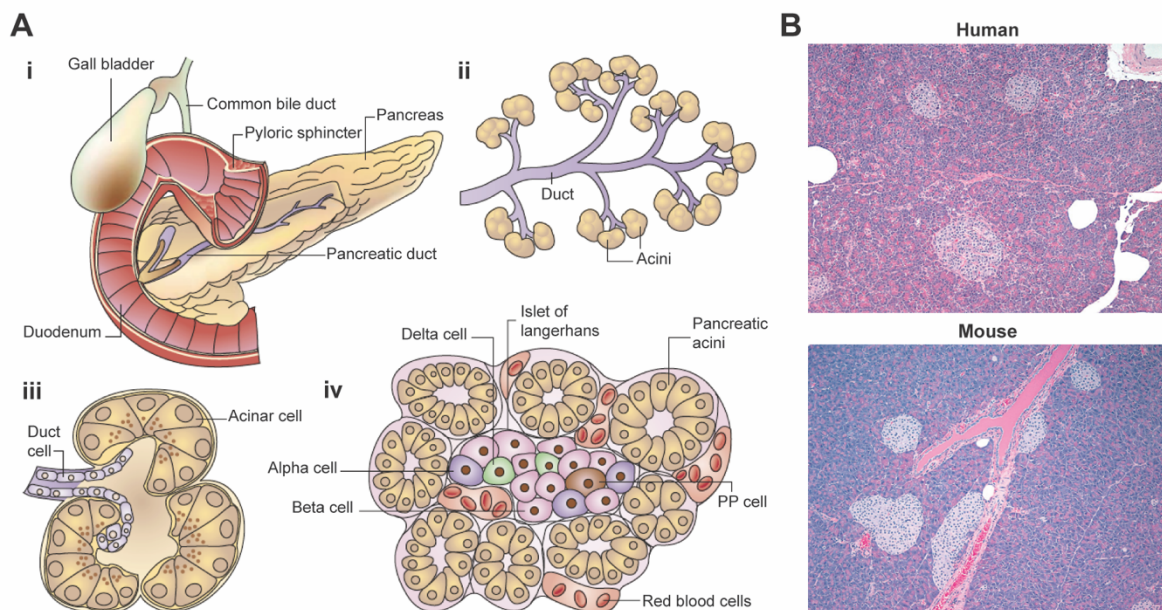 A
i
Gall bladder
Common bile duct
Pyloric sphincter
Pancreas
Pancreatic duct
Duodenum
ii
Duct
Acini
iii
Acinar cell
Duct
cell
iv
Delta cell
Islet of
langerhans
Pancreatic
acini
Alpha cell
Beta cell
PP cell
Red blood cells
B
Human
Mouse